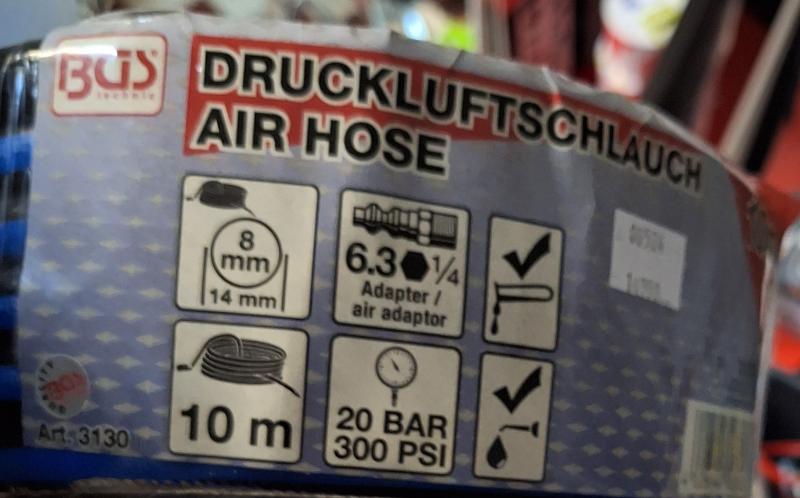 BGS
technic
DRUCKLUFTSCHLAUCH
AIR HOSE
8
mm
14 mm
6.3 1/4
Adapter /
air adaptor
10 m
20 BAR
300 PSI
BGS
Art. 3130